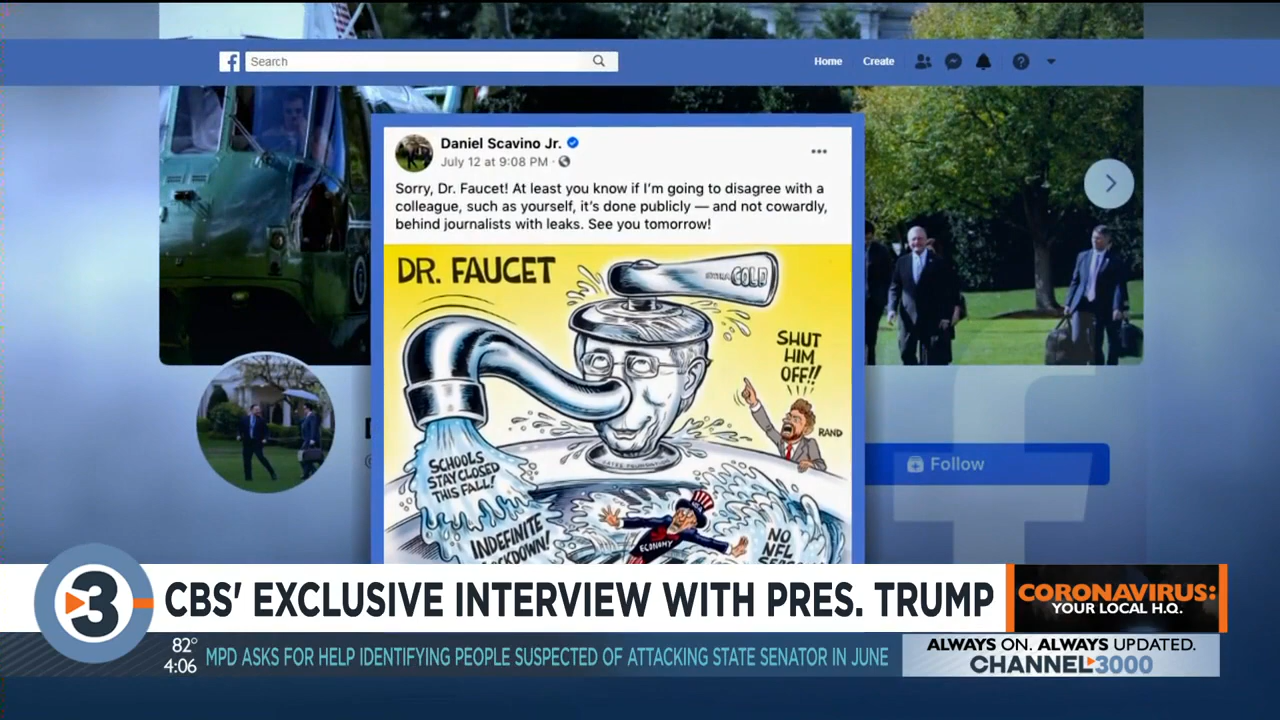 Search
Home
Create
Daniel Scavino Jr.
July 12 at 9:08 PM ·
Sorry, Dr. Faucet! At least you know if I'm going to disagree with a
colleague, such as yourself, it's done publicly — and not cowardly,
behind journalists with leaks. See you tomorrow!
DR. FAUCET
EXTRA COLD
SHUT
HIM
OFF!!
RAND
SCHOOLS
STAY CLOSED
THIS FALL!
INDEFINITE
LOCKDOWN!
ECONOMY
NO
NFL
Follow
3
CBS' EXCLUSIVE INTERVIEW WITH PRES. TRUMP
CORONAVIRUS:
YOUR LOCAL H.Q.
82°
4:06
MPD ASKS FOR HELP IDENTIFYING PEOPLE SUSPECTED OF ATTACKING STATE SENATOR IN JUNE
ALWAYS ON. ALWAYS UPDATED.
CHANNEL3000